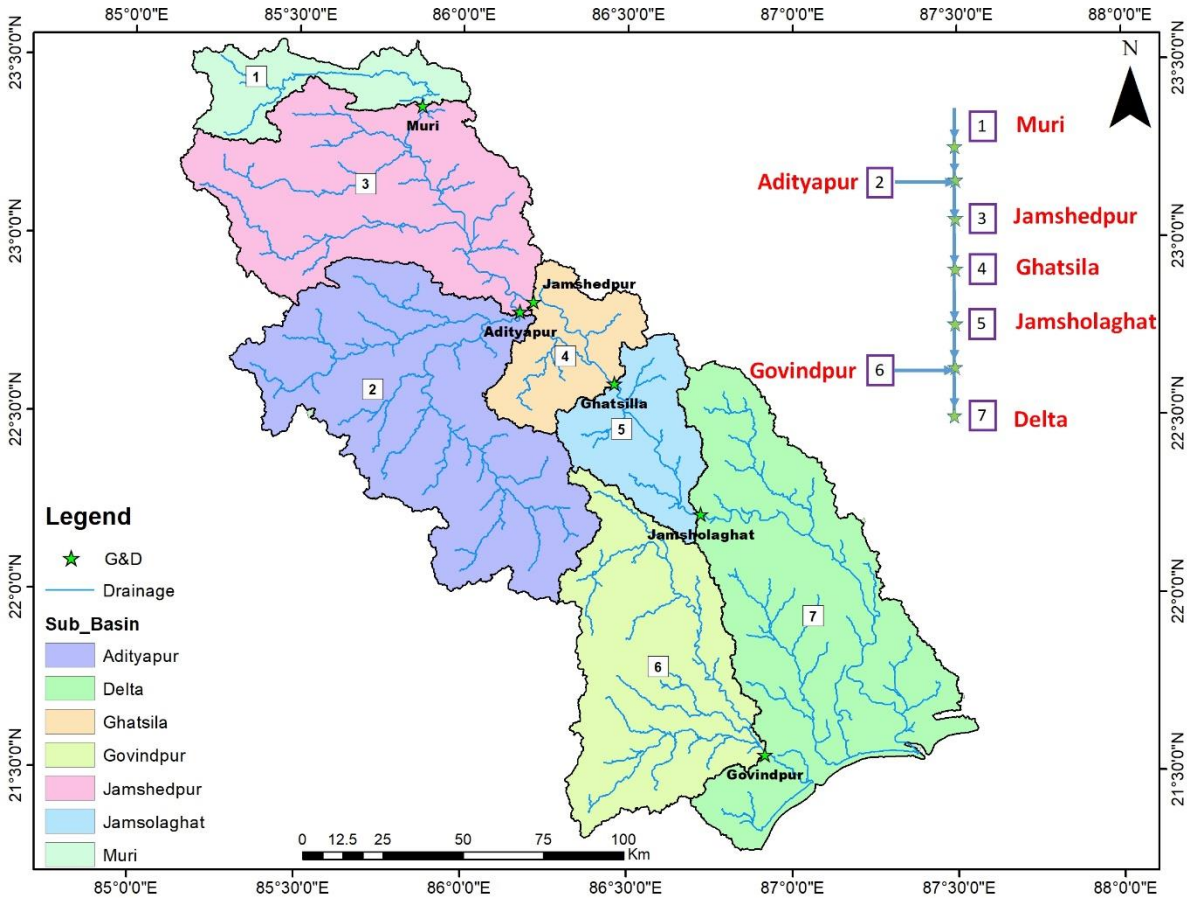 85°0'0"E 85°30'0"E 86°0'0"E 86°30'0"E 87°0'0"E 87°30'0"E 88°0'0"E
23°30'0"N
23°0'0"N
22°30'0"N
22°0'0"N
21°30'0"N
23°30'0"N
23°0'0"N
22°30'0"N
22°0'0"N
21°30'0"N
N
1
Muri
3
Jamshedpur
Adityapur
4
2
Ghatsilla
5
Jamsholaghat
7
6
Govindpur
1 Muri
Adityapur 2
3 Jamshedpur
4 Ghatsila
5 Jamsholaghat
Govindpur 6
7 Delta
Legend
G&D
Drainage
Sub_Basin
Adityapur
Delta
Ghatsila
Govindpur
Jamshedpur
Jamsolaghat
Muri
0 12.5 25 50 75 100
Km
85°0'0"E 85°30'0"E 86°0'0"E 86°30'0"E 87°0'0"E 87°30'0"E 88°0'0"E